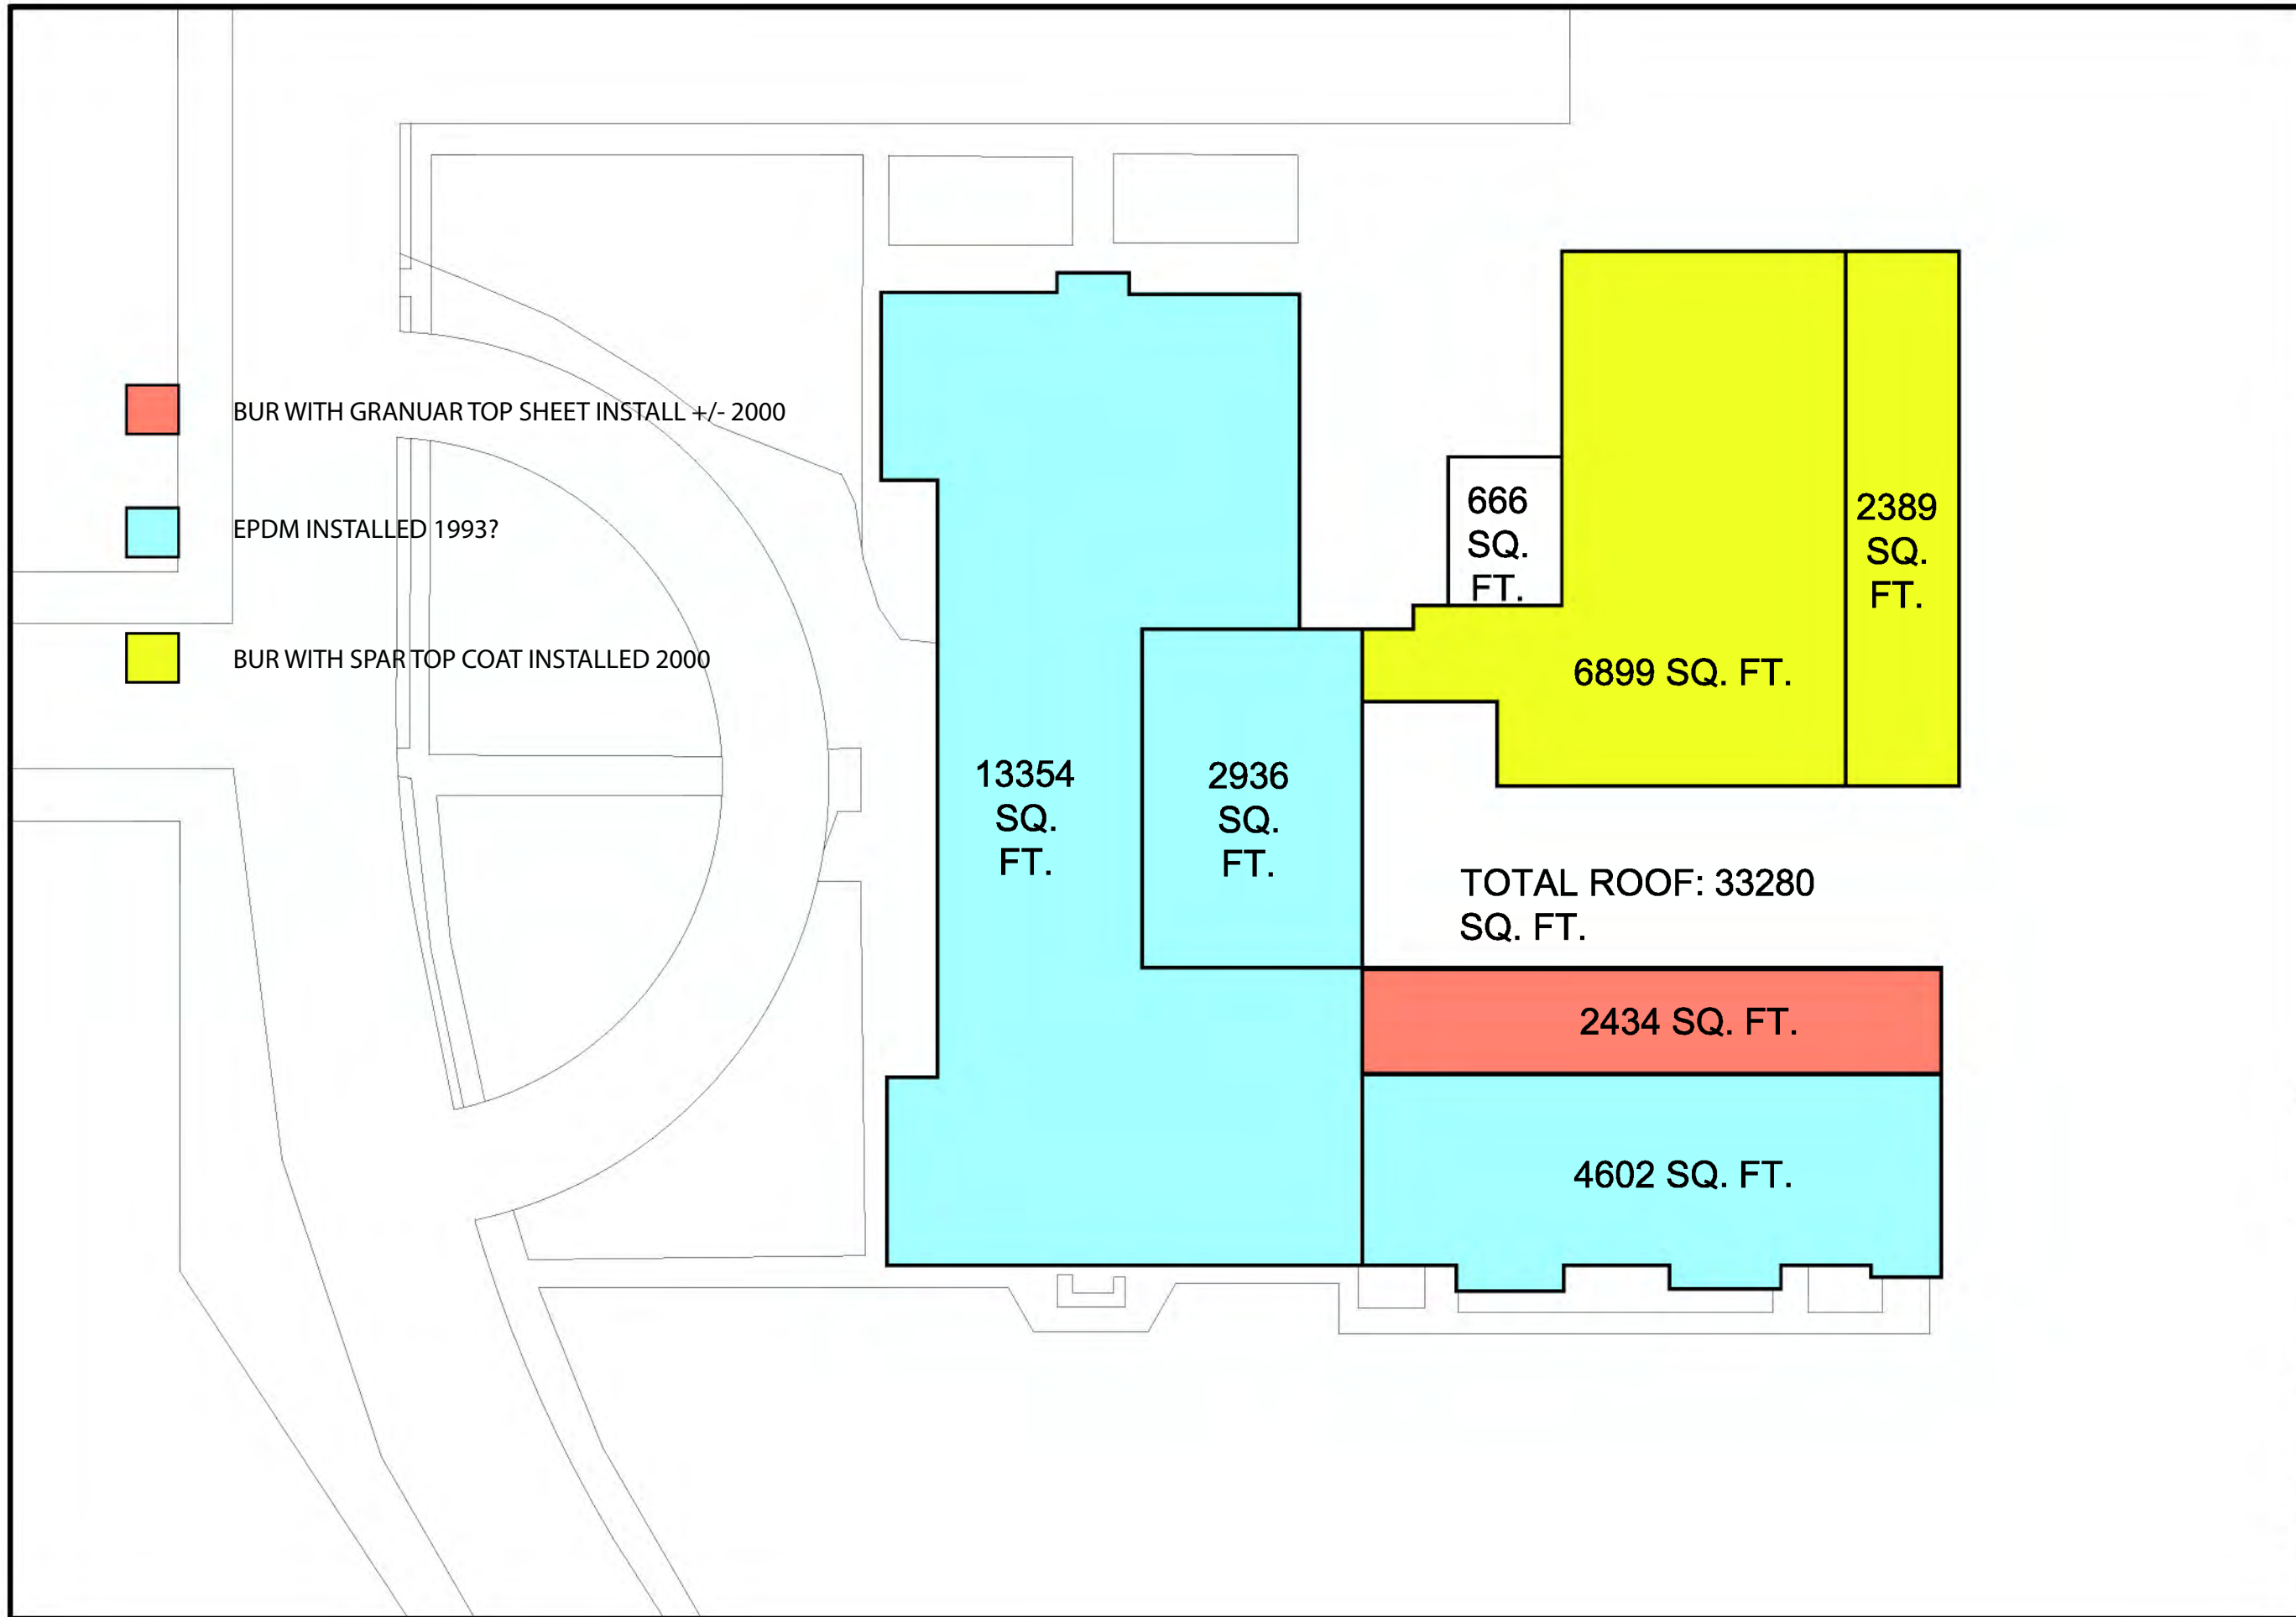 BUR WITH GRANUAR TOP SHEET INSTALL +/- 2000
EPDM INSTALLED 1993?
BUR WITH SPAR TOP COAT INSTALLED 2000
13354
SQ.
FT.
2936
SQ.
FT.
666
SQ.
FT.
6899 SQ. FT.
2389
SQ.
FT.
TOTAL ROOF: 33280
SQ. FT.
2434 SQ. FT.
4602 SQ. FT.